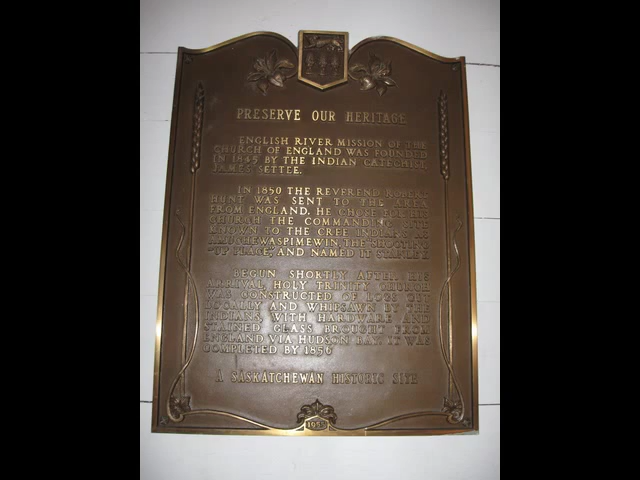 PRESERVE OUR HERITAGE
ENGLISH RIVER MISSION OF THE
CHURCH OF ENGLAND WAS FOUNDED
IN 1845 BY THE INDIAN CATECHIST,
JAMES SETTEE.
IN 1850 THE REVEREND ROBERT
HUNT WAS SENT TO THE AREA
FROM ENGLAND. HE CHOSE FOR HIS
CHURCH THE COMMANDING SITE
KNOWN TO THE CREE INDIANS AS
THE SHOOTING
-UP PLACE," AND NAMED IT STANLEY.
BEGUN SHORTLY AFTER HIS
ARRIVAL, HOLY TRINITY CHURCH
WAS CONSTRUCTED OF LOGS CUT
LOCALLY AND WHIPSAWN BY THE
INDIANS, WITH HARDWARE AND
STAINED GLASS BROUGHT FROM
ENGLAND VIA HUDSON BAY. IT WAS
COMPLETED BY 1856
A SASKATCHEWAN HISTORIC SITE
1955